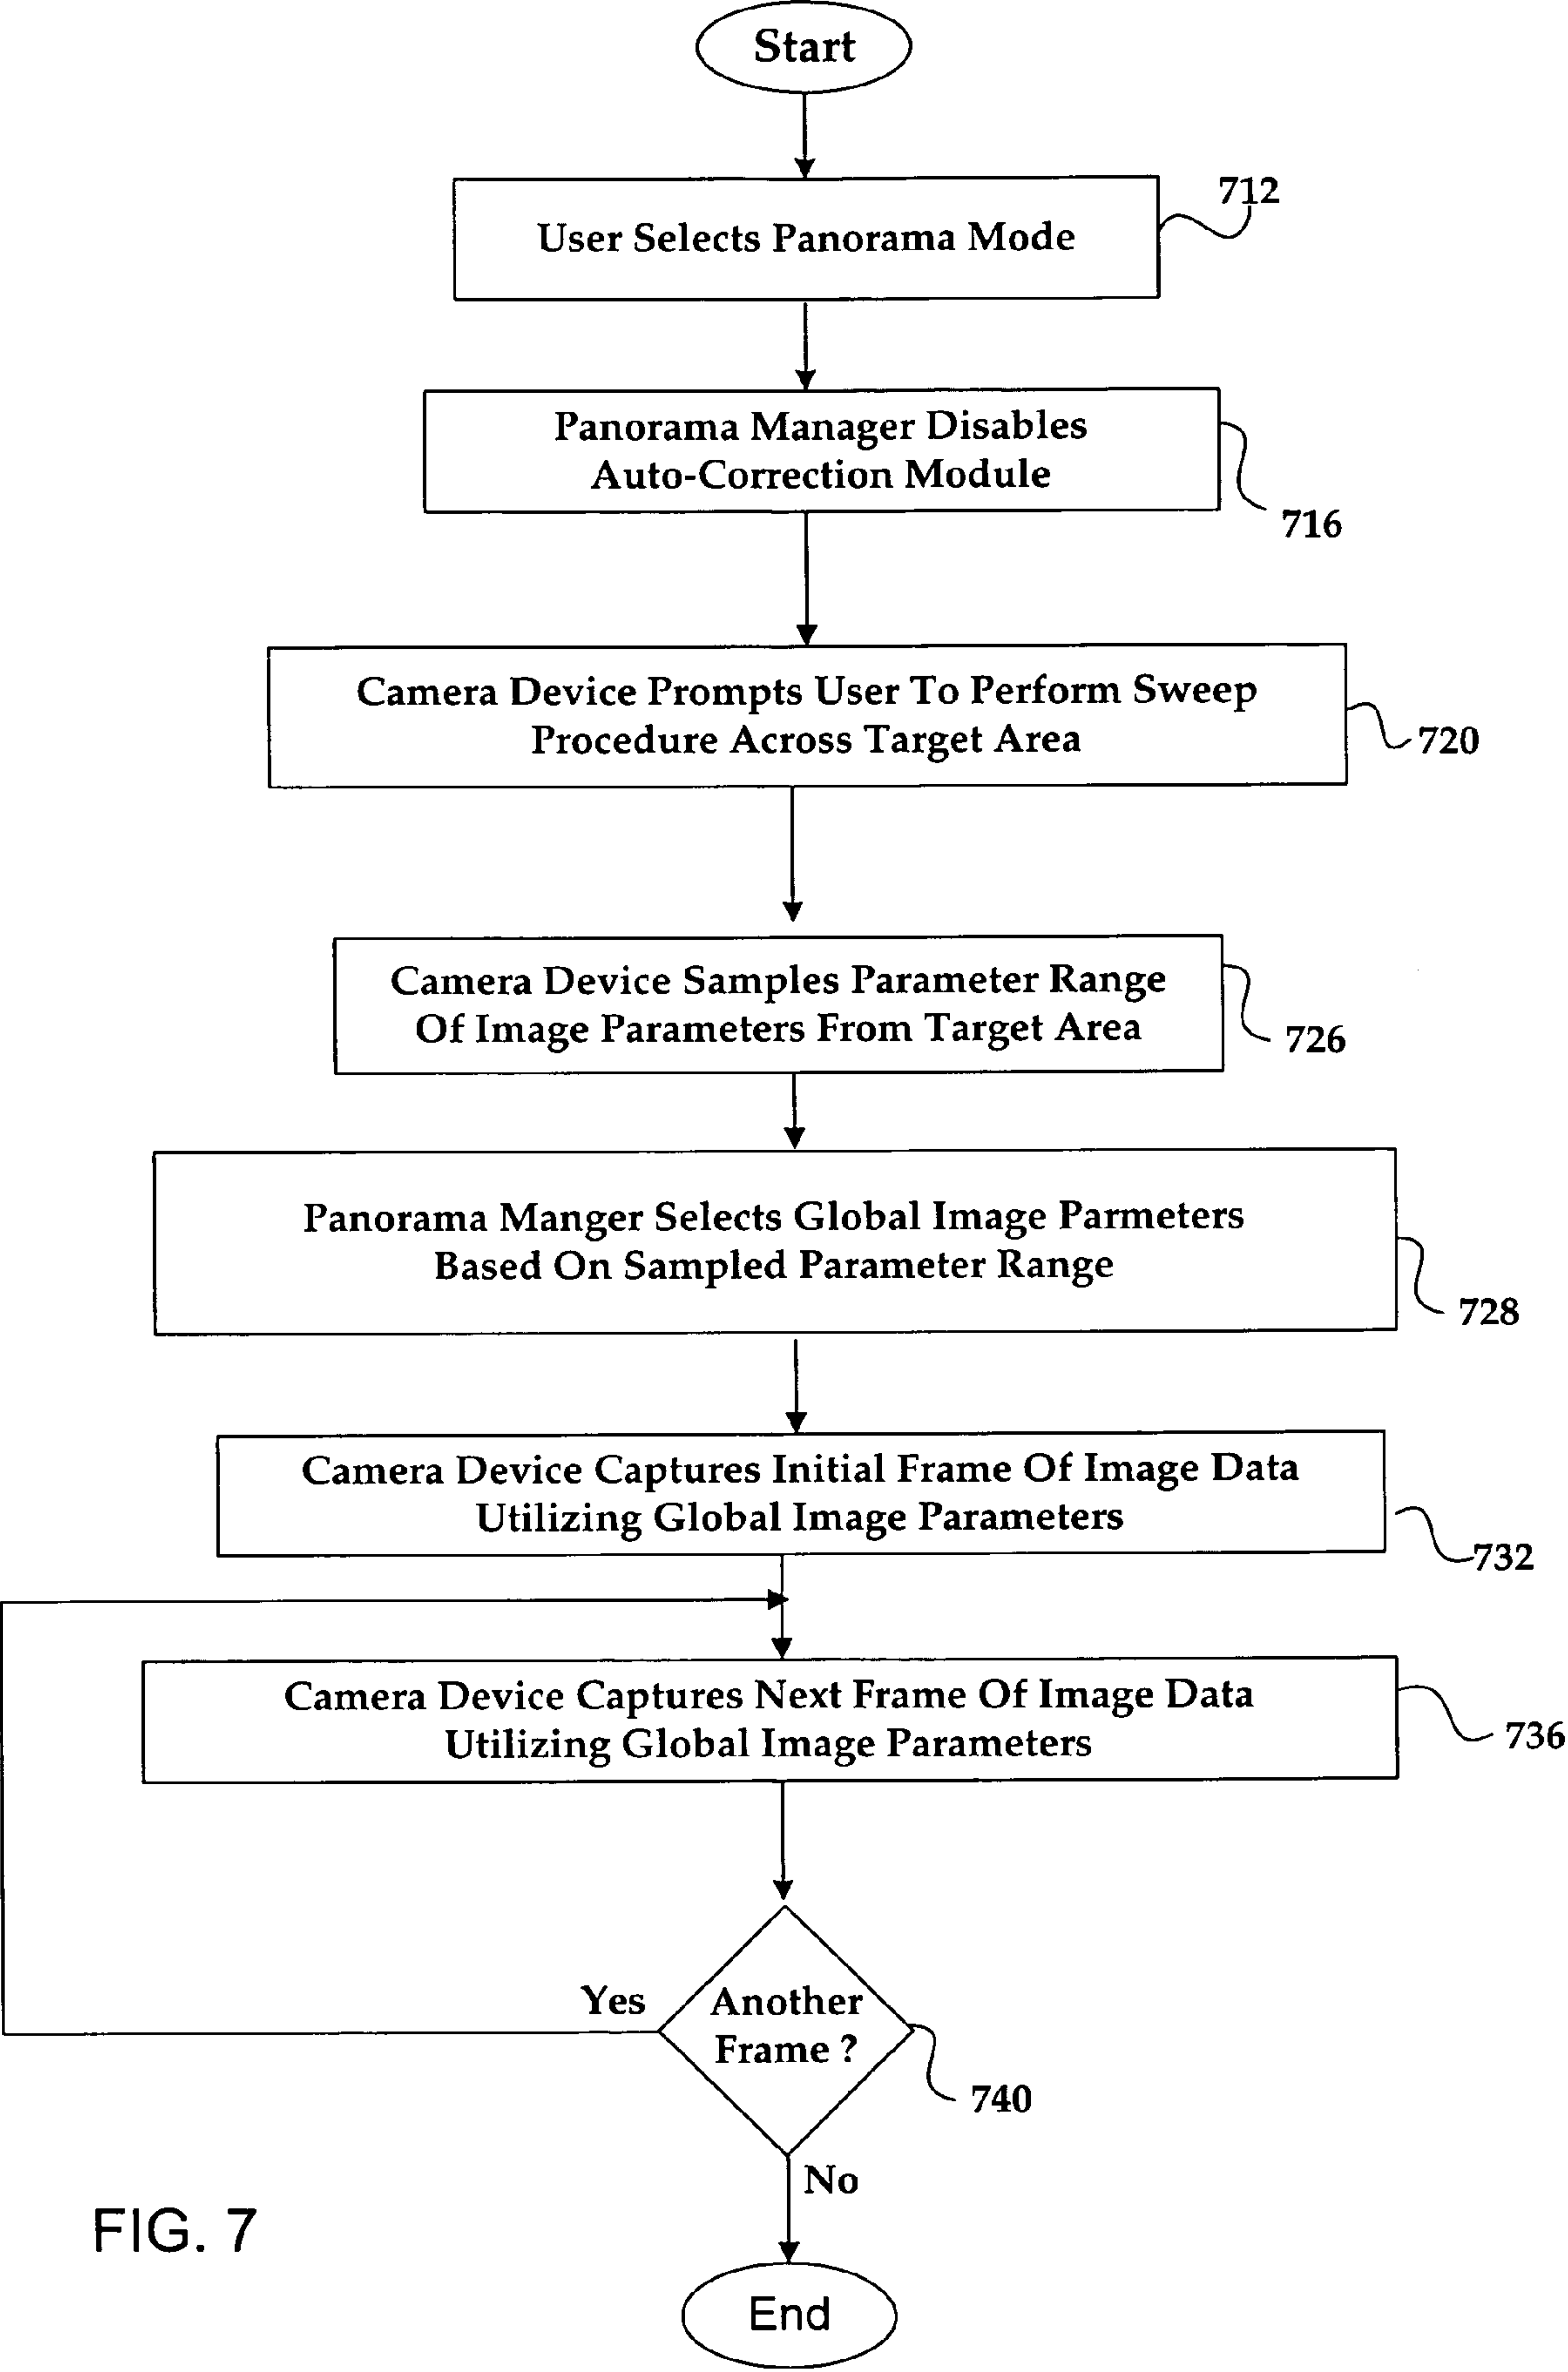 Start
User Selects Panorama Mode
712
Panorama Manager Disables
Auto-Correction Module
716
Camera Device Prompts User To Perform Sweep
Procedure Across Target Area
720
Camera Device Samples Parameter Range
Of Image Parameters From Target Area
726
Panorama Manger Selects Global Image Parmeters
Based On Sampled Parameter Range
728
Camera Device Captures Initial Frame Of Image Data
Utilizing Global Image Parameters
732
Camera Device Captures Next Frame Of Image Data
Utilizing Global Image Parameters
736
Yes
Another
Frame ?
740
No
FIG. 7
End